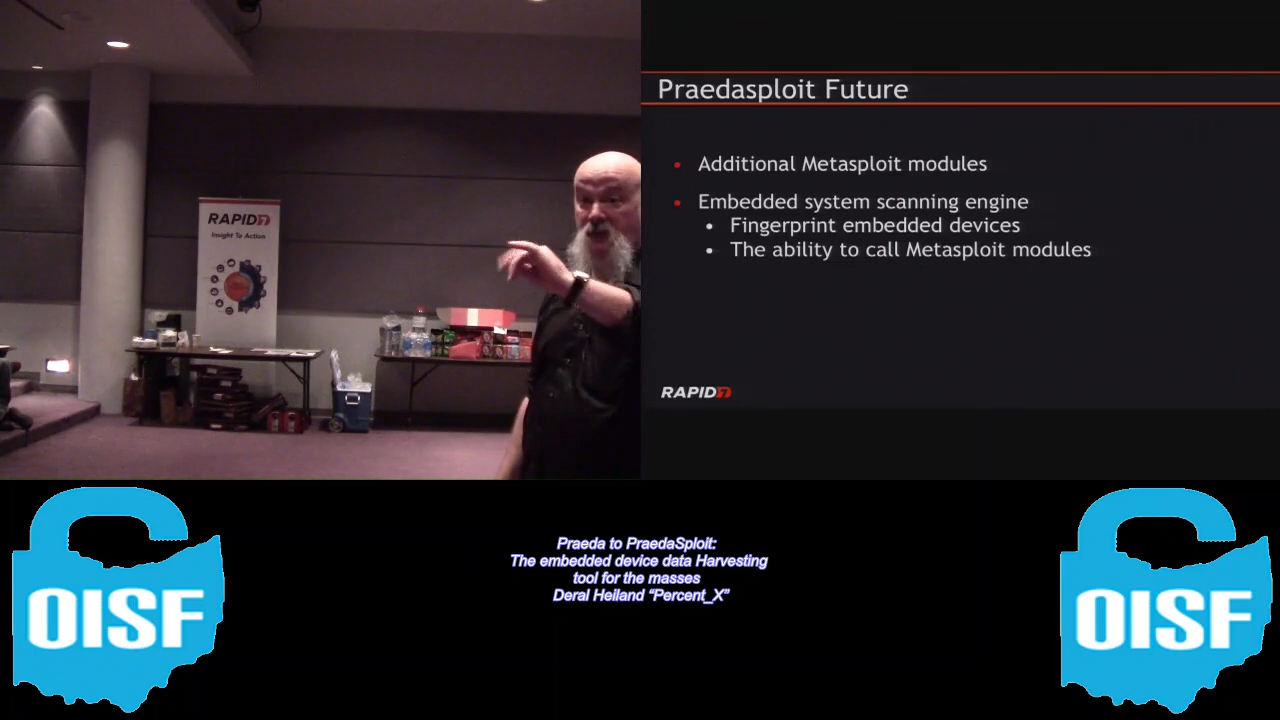 RAPID7
Insight To Action
Praedasploit Future
Additional Metasploit modules
Embedded system scanning engine
Fingerprint embedded devices
The ability to call Metasploit modules
RAPID7
Praeda to PraedaSploit:
The embedded device data Harvesting
tool for the masses
Deral Heiland “Percent_X”
OISF
OISF